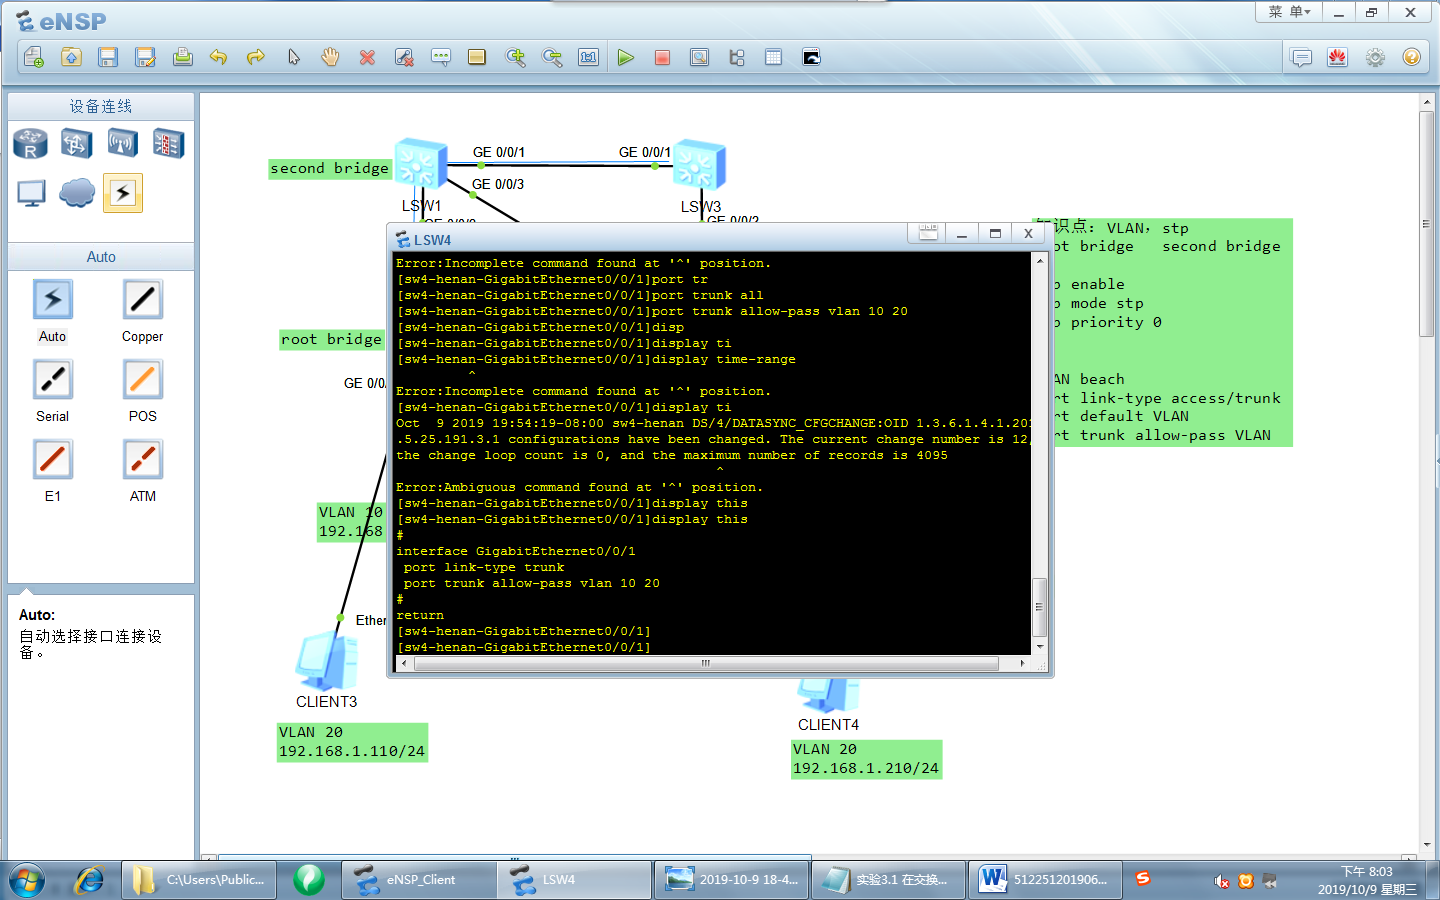 eNSP
菜 单
设备连线
Auto
Auto
Copper
Serial
POS
E1
ATM
Auto:
自动选择接口连接设
备。
second bridge
LSW1
GE 0/0/1
GE 0/0/1
GE 0/0/3
LSW3
GE 0/0/2
root bridge
GE 0/0/
VLAN 10
192.168
Ether
CLIENT3
VLAN 20
192.168.1.110/24
CLIENT4
VLAN 20
192.168.1.210/24
识点: VLAN, stp
ot bridge   second bridge
p enable
p mode stp
p priority 0
AN beach
rt link-type access/trunk
rt default VLAN
rt trunk allow-pass VLAN
LSW4
Error:Incomplete command found at '^' position.
[sw4-henan-GigabitEthernet0/0/1]port tr
[sw4-henan-GigabitEthernet0/0/1]port trunk all
[sw4-henan-GigabitEthernet0/0/1]port trunk allow-pass vlan 10 20
[sw4-henan-GigabitEthernet0/0/1]disp
[sw4-henan-GigabitEthernet0/0/1]display ti
[sw4-henan-GigabitEthernet0/0/1]display time-range
^
Error:Incomplete command found at '^' position.
[sw4-henan-GigabitEthernet0/0/1]display ti
Oct  9 2019 19:54:19-08:00 sw4-henan DS/4/DATASYNC_CFGCHANGE:OID 1.3.6.1.4.1.201
.5.25.191.3.1 configurations have been changed. The current change number is 12,
the change loop count is 0, and the maximum number of records is 4095
^
Error:Ambiguous command found at '^' position.
[sw4-henan-GigabitEthernet0/0/1]display this
[sw4-henan-GigabitEthernet0/0/1]display this
#
interface GigabitEthernet0/0/1
 port link-type trunk
 port trunk allow-pass vlan 10 20
#
return
[sw4-henan-GigabitEthernet0/0/1]
[sw4-henan-GigabitEthernet0/0/1]
C:\Users\Public...
eNSP_Client
LSW4
2019-10-9 18-4...
实验3.1 在交换...
512251201906...
下午 8:03
2019/10/9 星期三